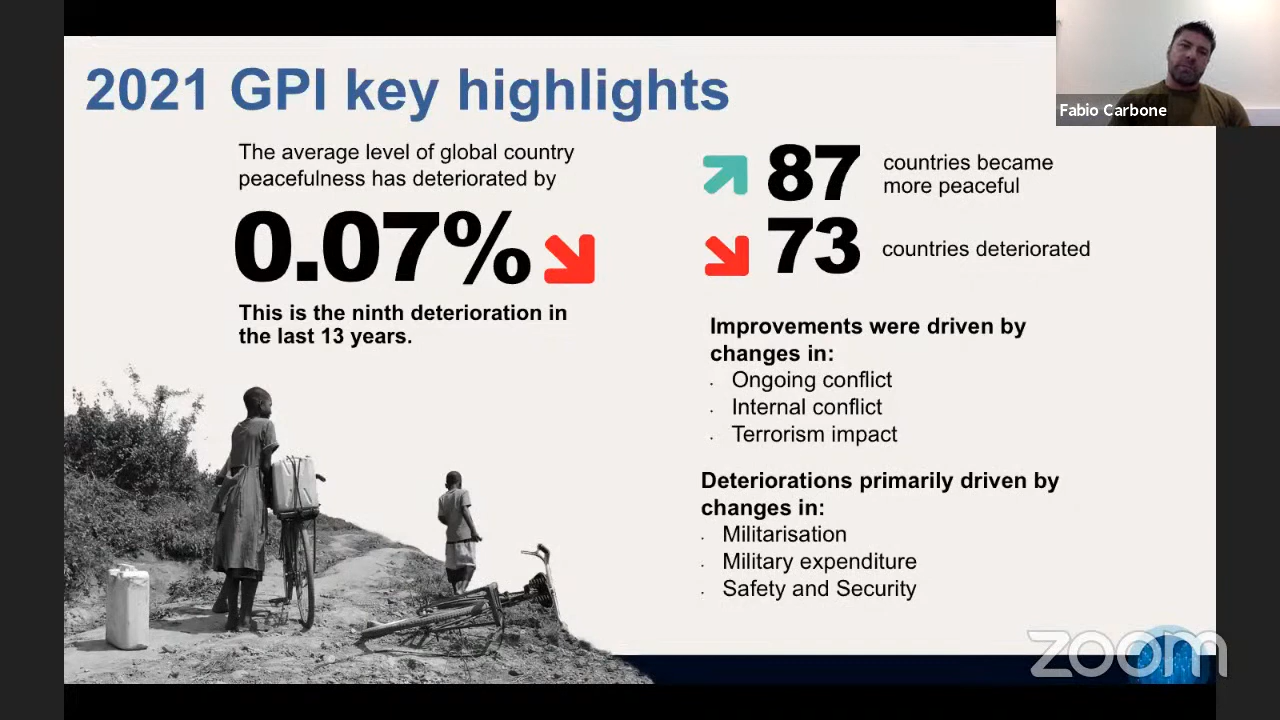 2021 GPI key highlights
The average level of global country
peacefulness has deteriorated by
0.07%
This is the ninth deterioration in
the last 13 years.
87
countries became
more peaceful
73
countries deteriorated
Improvements were driven by
changes in:
· Ongoing conflict
· Internal conflict
· Terrorism impact
Deteriorations primarily driven by
changes in:
· Militarisation
· Military expenditure
· Safety and Security
Fabio Carbone
zoom